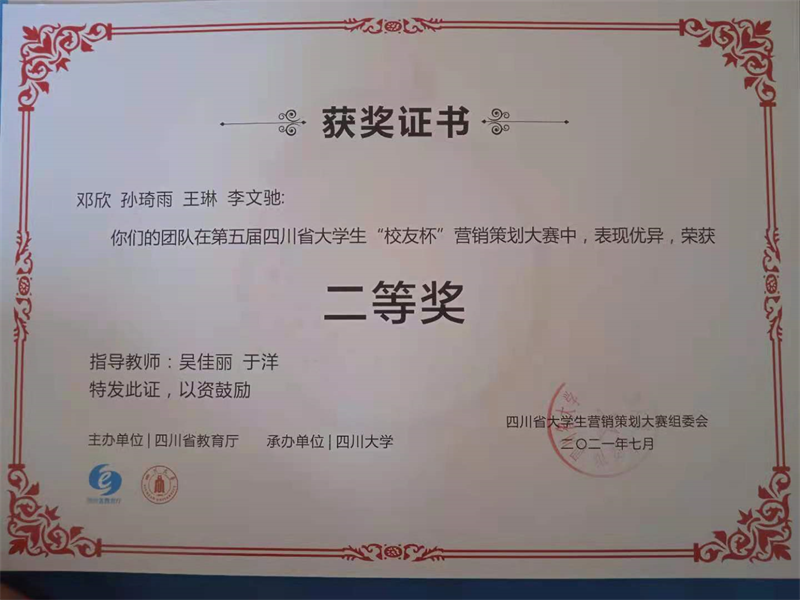 获奖证书
邓欣 孙琦雨 王琳 李文驰:
你们的团队在第五届四川省大学生“校友杯”营销策划大赛中，表现优异，荣获
二等奖
指导教师：吴佳丽 于洋
特发此证，以资鼓励
四川省大学生营销策划大赛组委会
二〇二一年七月
主办单位|四川省教育厅 承办单位|四川大学